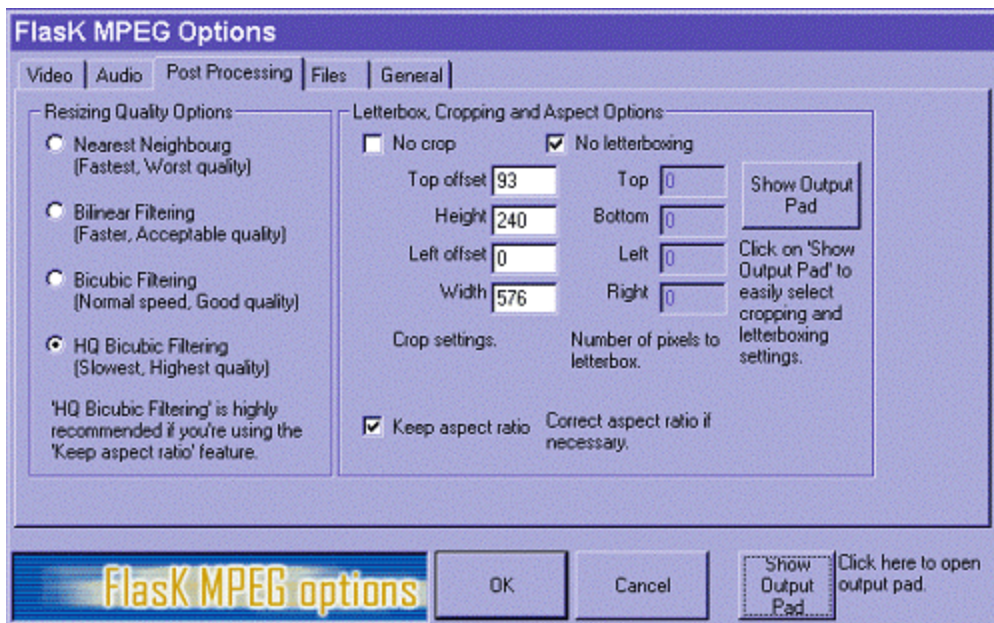 FlasK MPEG Options
Video
Audio
Post Processing
Files
General
Resizing Quality Options
Nearest Neighbourg
(Fastest, Worst quality)
Bilinear Filtering
(Faster, Acceptable quality)
Bicubic Filtering
(Normal speed, Good quality)
HQ Bicubic Filtering
(Slowest, Highest quality)
'HQ Bicubic Filtering' is highly
recommended if you're using the
'Keep aspect ratio' feature.
Letterbox, Cropping and Aspect Options
No crop
No letterboxing
Top offset 93
Height 240
Left offset 0
Width 576
Crop settings.
Top 0
Bottom 0
Left 0
Right 0
Number of pixels to
letterbox.
Show Output
Pad
Click on 'Show
Output Pad' to
easily select
cropping and
letterboxing
settings.
Keep aspect ratio
Correct aspect ratio if
necessary.
FlasK MPEG options
OK
Cancel
Show
Output
Pad
Click here to open
output pad.